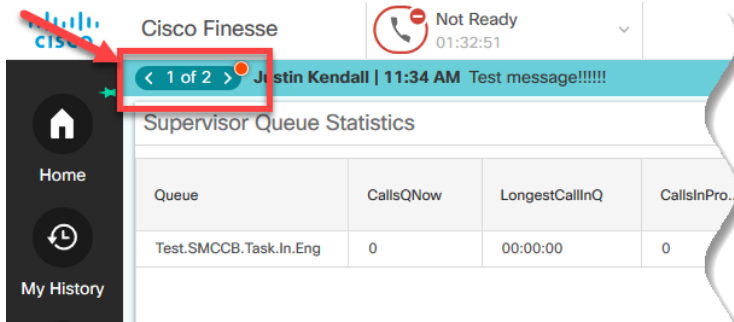 CISCO
Cisco Finesse
Not Ready
01:32:51
1 of 2
Justin Kendall | 11:34 AM Test message!!!!!!
Supervisor Queue Statistics
Home
Queue CallsQNow LongestCallInQ CallsInPro..
Test.SMCCB.Task.In.Eng 0 00:00:00 0
My History